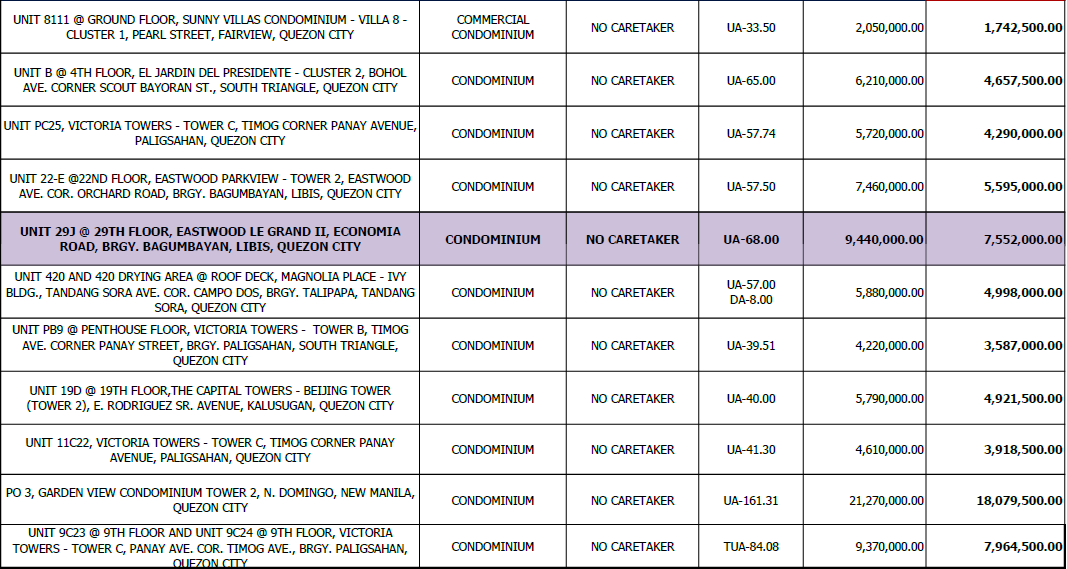 UNIT 8111 @ GROUND FLOOR, SUNNY VILLAS CONDOMINIUM - VILLA 8 -
CLUSTER 1, PEARL STREET, FAIRVIEW, QUEZON CITY
COMMERCIAL
CONDOMINIUM
NO CARETAKER
UA-33.50
2,050,000.00
1,742,500.00
UNIT B @ 4TH FLOOR, EL JARDIN DEL PRESIDENTE - CLUSTER 2, BOHOL
AVE. CORNER SCOUT BAYORAN ST., SOUTH TRIANGLE, QUEZON CITY
CONDOMINIUM
NO CARETAKER
UA-65.00
6,210,000.00
4,657,500.00
UNIT PC25, VICTORIA TOWERS - TOWER C, TIMOG CORNER PANAY AVENUE,
PALIGSAHAN, QUEZON CITY
CONDOMINIUM
NO CARETAKER
UA-57.74
5,720,000.00
4,290,000.00
UNIT 22-E @22ND FLOOR, EASTWOOD PARKVIEW - TOWER 2, EASTWOOD
AVE. COR. ORCHARD ROAD, BRGY. BAGUMBAYAN, LIBIS, QUEZON CITY
CONDOMINIUM
NO CARETAKER
UA-57.50
7,460,000.00
5,595,000.00
UNIT 29J @ 29TH FLOOR, EASTWOOD LE GRAND II, ECONOMIA
ROAD, BRGY. BAGUMBAYAN, LIBIS, QUEZON CITY
CONDOMINIUM
NO CARETAKER
UA-68.00
9,440,000.00
7,552,000.00
UNIT 420 AND 420 DRYING AREA @ ROOF DECK, MAGNOLIA PLACE - IVY
BLDG., TANDANG SORA AVE. COR. CAMPO DOS, BRGY. TALIPAPA, TANDANG
SORA, QUEZON CITY
CONDOMINIUM
NO CARETAKER
UA-57.00
DA-8.00
5,880,000.00
4,998,000.00
UNIT PB9 @ PENTHOUSE FLOOR, VICTORIA TOWERS - TOWER B, TIMOG
AVE. CORNER PANAY STREET, BRGY. PALIGSAHAN, SOUTH TRIANGLE,
QUEZON CITY
CONDOMINIUM
NO CARETAKER
UA-39.51
4,220,000.00
3,587,000.00
UNIT 19D @ 19TH FLOOR,THE CAPITAL TOWERS - BEIJING TOWER
(TOWER 2), E. RODRIGUEZ SR. AVENUE, KALUSUGAN, QUEZON CITY
CONDOMINIUM
NO CARETAKER
UA-40.00
5,790,000.00
4,921,500.00
UNIT 11C22, VICTORIA TOWERS - TOWER C, TIMOG CORNER PANAY
AVENUE, PALIGSAHAN, QUEZON CITY
CONDOMINIUM
NO CARETAKER
UA-41.30
4,610,000.00
3,918,500.00
PO 3, GARDEN VIEW CONDOMINIUM TOWER 2, N. DOMINGO, NEW MANILA,
QUEZON CITY
CONDOMINIUM
NO CARETAKER
UA-161.31
21,270,000.00
18,079,500.00
UNIT 9C23 @ 9TH FLOOR AND UNIT 9C24 @ 9TH FLOOR, VICTORIA
TOWERS - TOWER C, PANAY AVE. COR. TIMOG AVE., BRGY. PALIGSAHAN,
QUEZON CITY
CONDOMINIUM
NO CARETAKER
TUA-84.08
9,370,000.00
7,964,500.00